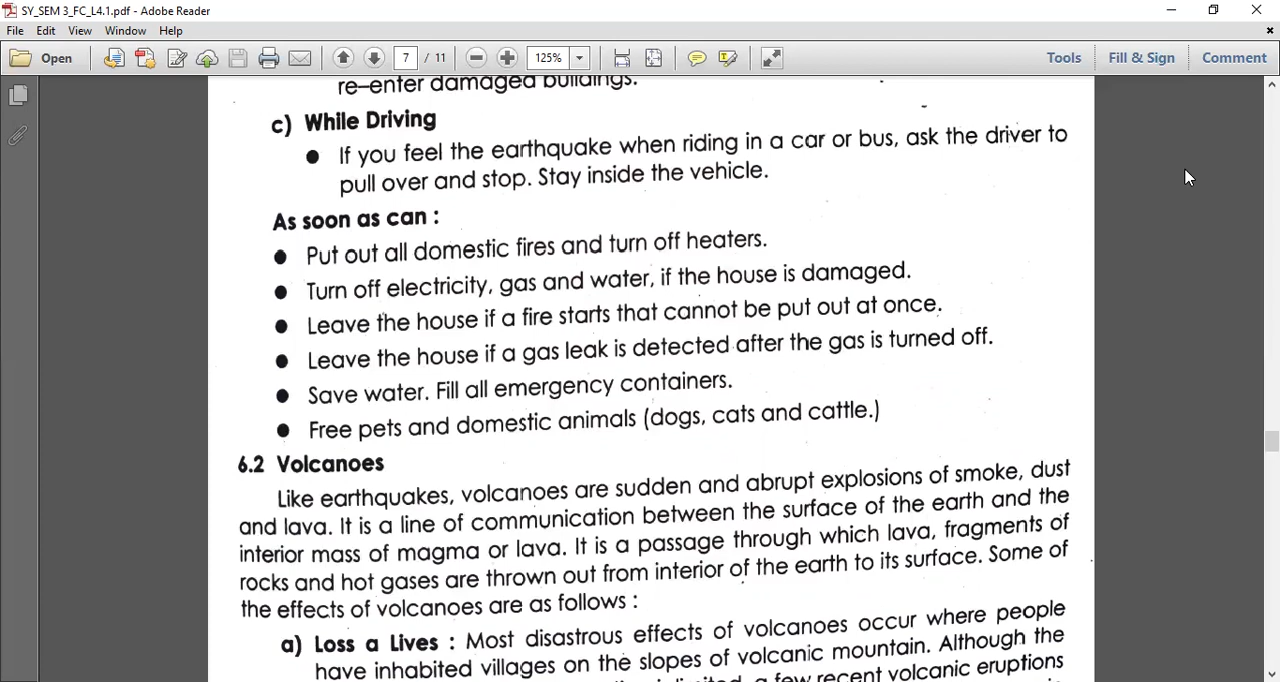 SY_SEM 3_FC_L4.1.pdf - Adobe Reader
File Edit View Window Help
Open 7 / 11 125% Tools Fill & Sign Comment
re–enter damaged buildings.
c) While Driving
● If you feel the earthquake when riding in a car or bus, ask the driver to
pull over and stop. Stay inside the vehicle.
As soon as can :
● Put out all domestic fires and turn off heaters.
● Turn off electricity, gas and water, if the house is damaged.
● Leave the house if a fire starts that cannot be put out at once.
● Leave the house if a gas leak is detected after the gas is turned off.
● Save water. Fill all emergency containers.
● Free pets and domestic animals (dogs, cats and cattle.)
6.2 Volcanoes
Like earthquakes, volcanoes are sudden and abrupt explosions of smoke, dust
and lava. It is a line of communication between the surface of the earth and the
interior mass of magma or lava. It is a passage through which lava, fragments of
rocks and hot gases are thrown out from interior of the earth to its surface. Some of
the effects of volcanoes are as follows :
a) Loss a Lives : Most disastrous effects of volcanoes occur where people
have inhabited villages on the slopes of volcanic mountain. Although the
a few recent volcanic eruptions